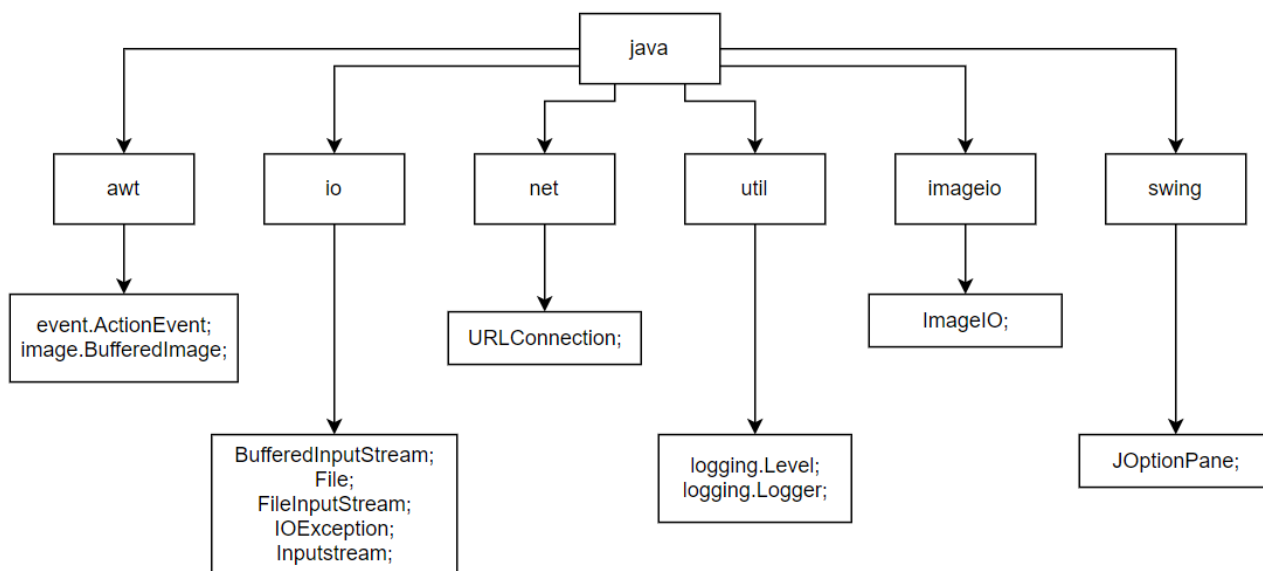 java
awt
io
net
util
imageio
swing
event.ActionEvent;
image.BufferedImage;
URLConnection;
ImageIO;
BufferedInputStream;
File;
FileInputStream;
IOException;
Inputstream;
logging.Level;
logging.Logger;
JOptionPane;